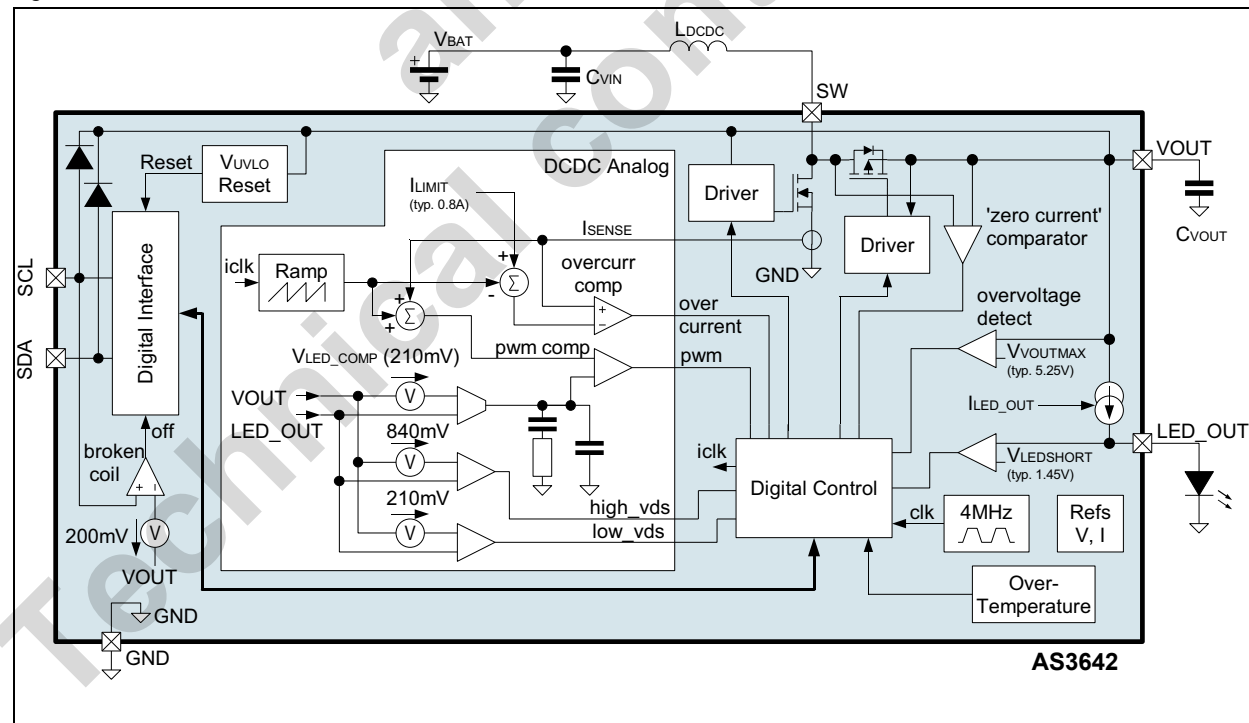 VBAT
LDCDC
+
CVIN
SW
Reset
VUVLO
Reset
DCDC Analog
ILIMIT
(typ. 0.8A)
Driver
VOUT
CVOUT
'zero current'
comparator
ISENSE
Driver
GND
SCL
SDA
Digital Interface
iclk
Ramp
+
Σ
-
+
+
Σ
overcurr
comp
+
−
over
current
overvoltage
detect
VVOUTMAX
(typ. 5.25V)
VLED_COMP (210mV)
pwm comp
pwm
VOUT
V
LED_OUT
ILED_OUT
LED_OUT
off
broken
coil
+ −
840mV
V
iclk
Digital Control
VLEDSHORT
(typ. 1.45V)
210mV
V
high_vds
low_vds
clk
4MHz
Refs
V, I
200mV
V
VOUT
Over-
Temperature
GND
GND
AS3642
Technical cont
an